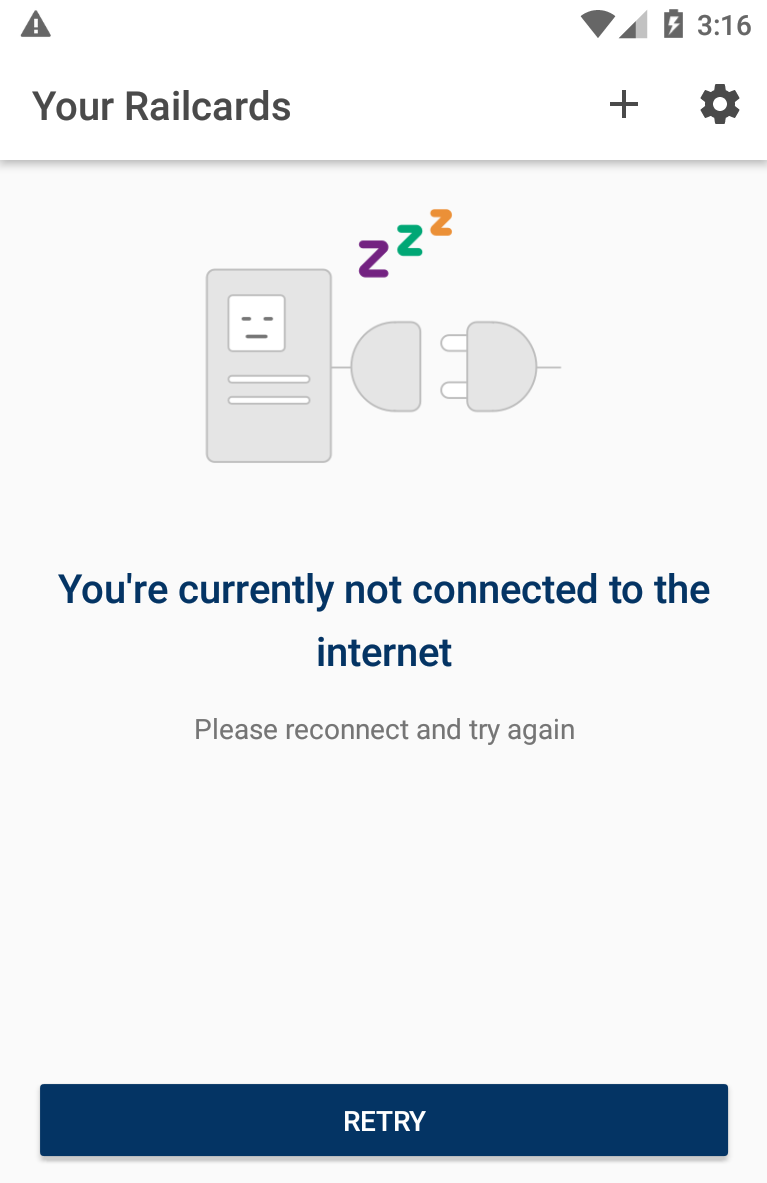 3:16
Your Railcards
z z z
You're currently not connected to the
internet
Please reconnect and try again
RETRY